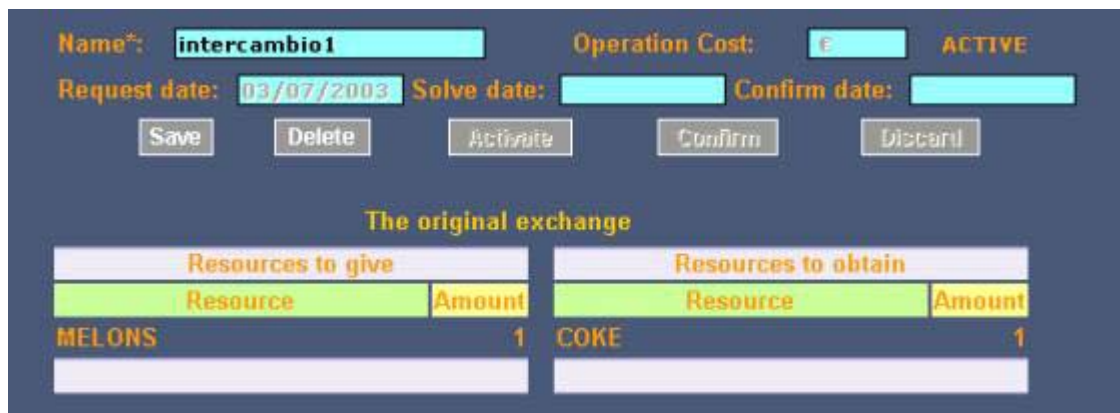 Name*: intercambio1 Operation Cost: € ACTIVE
Request date: 03/07/2003 Solve date: Confirm date:
Save Delete Activate Confirm Discard
The original exchange
Resources to give Resources to obtain
Resource Amount Resource Amount
MELONS 1 COKE 1